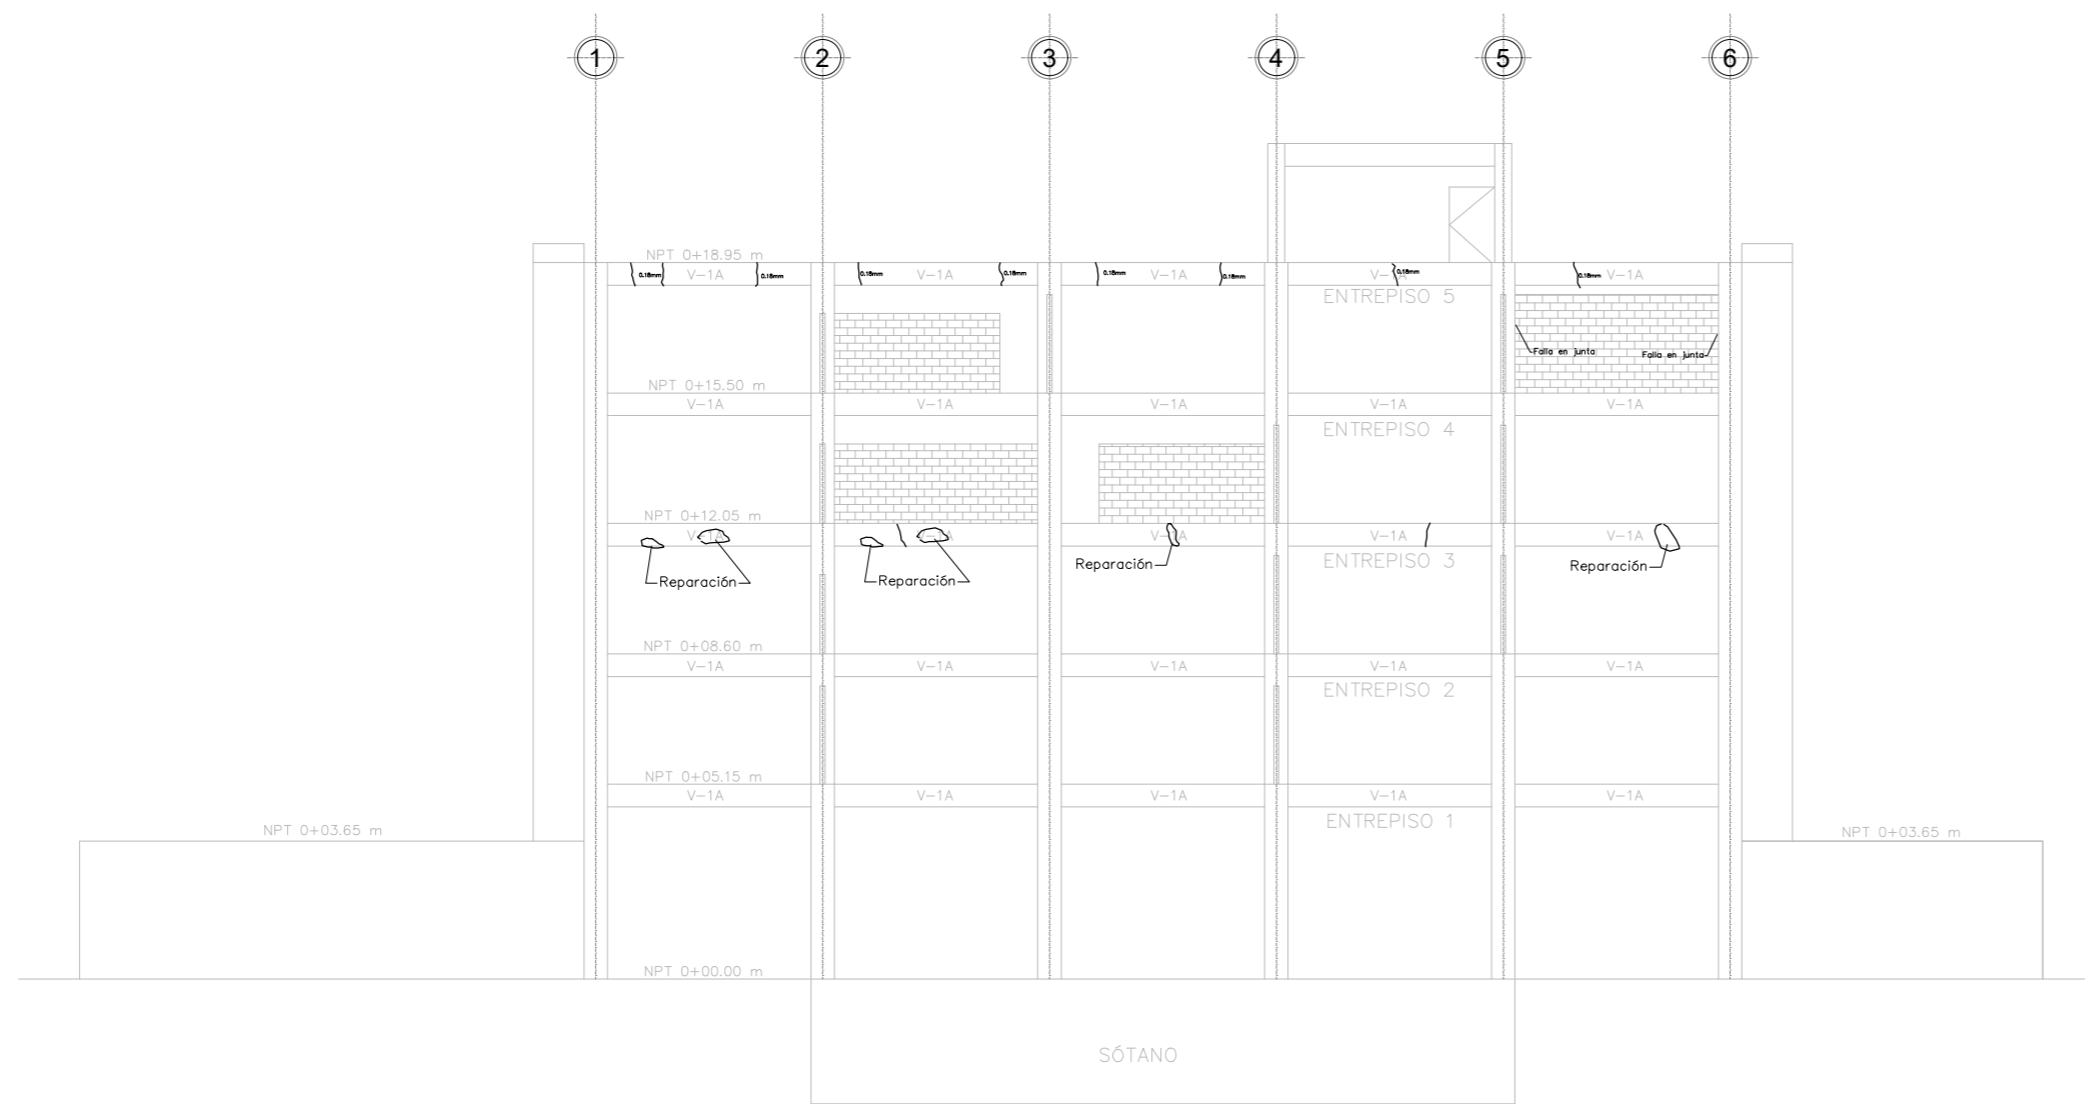 1 2 3 4 5 6
NPT 0+18.95 m
0.18mm V-1A 0.18mm 0.18mm V-1A 0.18mm 0.18mm V-1A 0.18mm V-1A 0.18mm 0.18mm V-1A
ENTREPISO 5
Falla en junta Falla en junta
NPT 0+15.50 m
V-1A V-1A V-1A V-1A V-1A
ENTREPISO 4
NPT 0+12.05 m
V-1A V-1A V-1A V-1A V-1A
ENTREPISO 3
Reparación Reparación Reparación Reparación
NPT 0+08.60 m
V-1A V-1A V-1A V-1A V-1A
ENTREPISO 2
NPT 0+05.15 m
V-1A V-1A V-1A V-1A V-1A
ENTREPISO 1
NPT 0+03.65 m NPT 0+03.65 m
NPT 0+00.00 m
SÓTANO